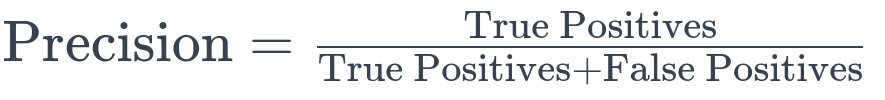 Precision = True Positives
True Positives+False Positives